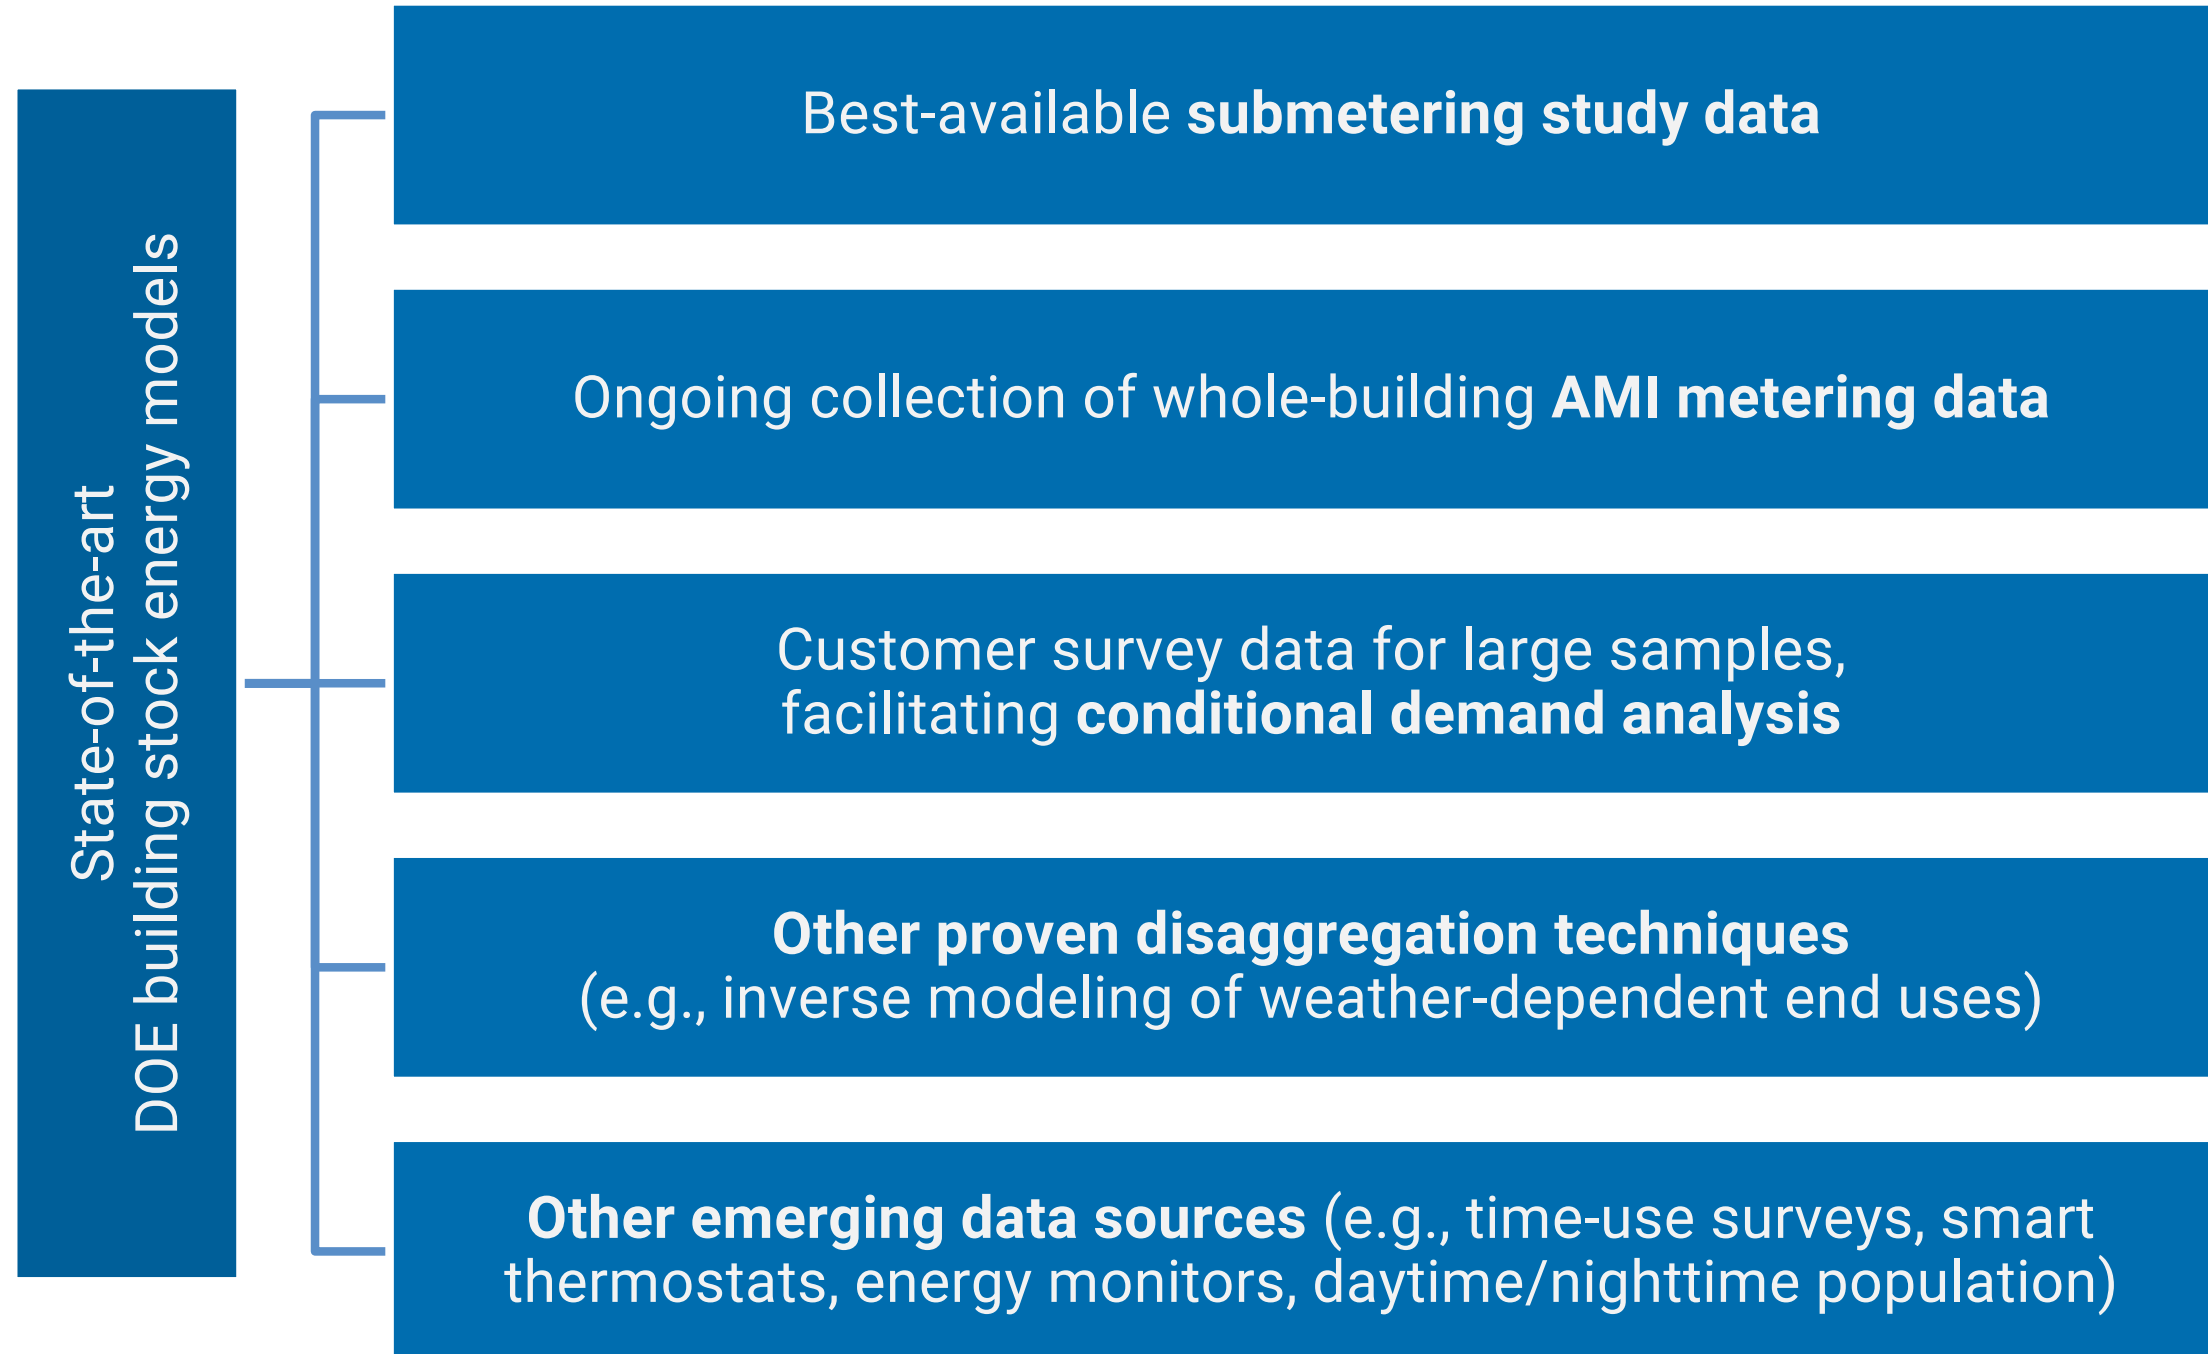 State-of-the-art
DOE building stock energy models
Best-available submetering study data
Ongoing collection of whole-building AMI metering data
Customer survey data for large samples,
facilitating conditional demand analysis
Other proven disaggregation techniques
(e.g., inverse modeling of weather-dependent end uses)
Other emerging data sources (e.g., time-use surveys, smart
thermostats, energy monitors, daytime/nighttime population)